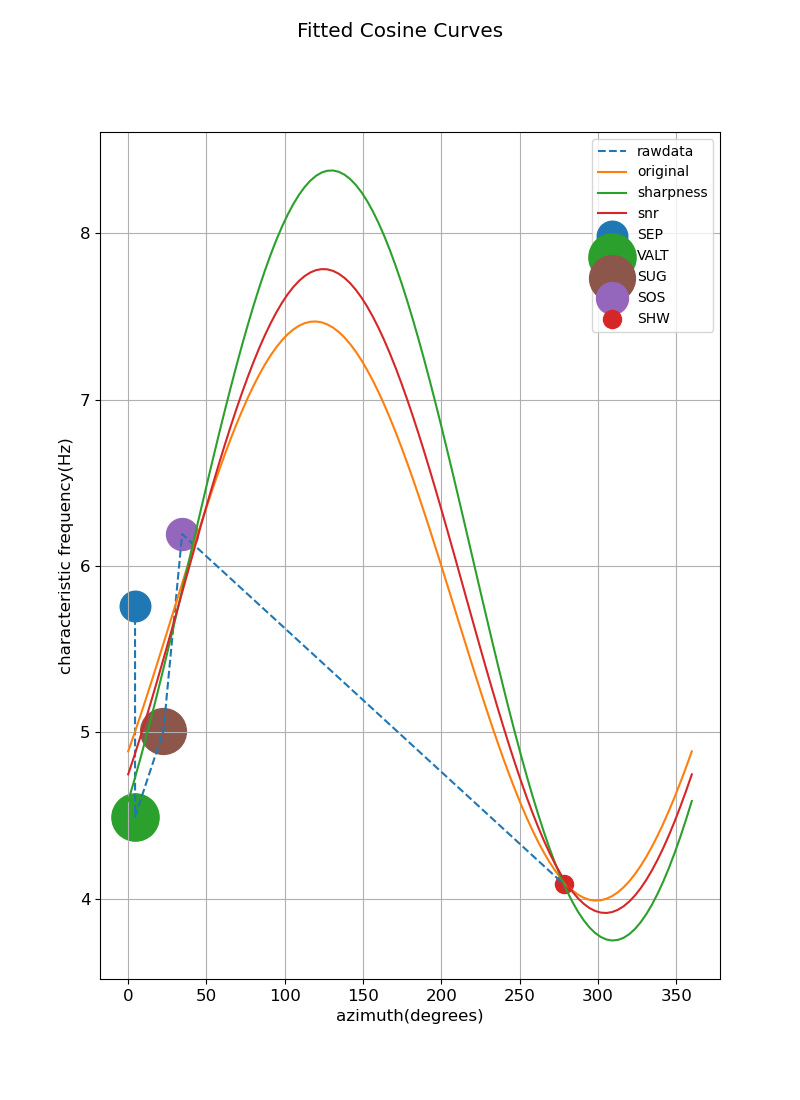 Fitted Cosine Curves
rawdata
original
sharpness
snr
SEP
VALT
SUG
SOS
SHW
8
7
6
5
4
characteristic frequency(Hz)
0 50 100 150 200 250 300 350
azimuth(degrees)